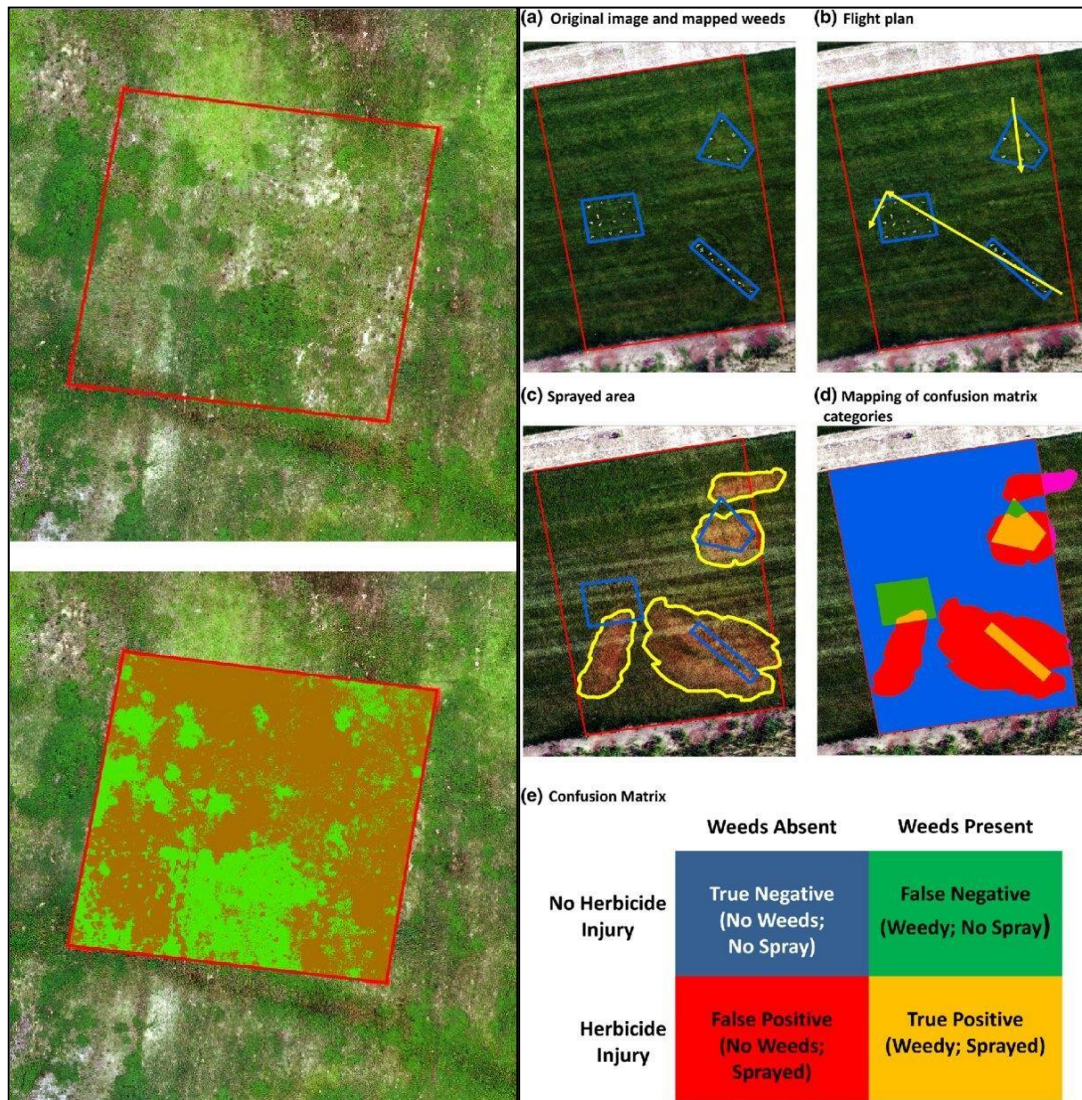 (a) Original image and mapped weeds
(b) Flight plan
(c) Sprayed area
(d) Mapping of confusion matrix
categories
(e) Confusion Matrix
Weeds Absent
Weeds Present
No Herbicide
Injury
True Negative
(No Weeds;
No Spray)
False Negative
(Weedy; No Spray)
Herbicide
Injury
False Positive
(No Weeds;
Sprayed)
True Positive
(Weedy; Sprayed)